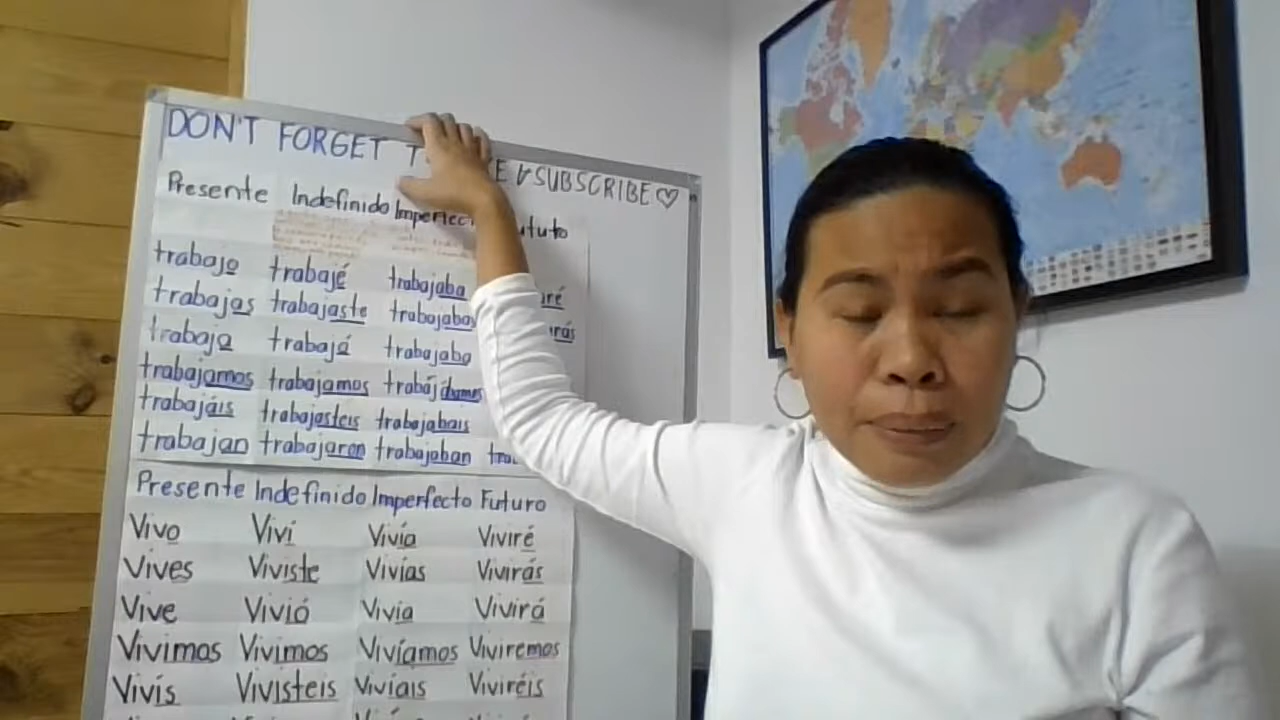 DON'T FORGET & SUBSCRIBE ♡
Presente Indefinido
trabajo trabajé trabajaba
trabajas trabajaste trabajabas
trabaja trabajaba
trabajamos trabajamos
trabajáis trabajasteis trabajabais
trabajan trabajaron trabajaban
Presente Indefinido Imperfecto Futuro
Vivo Viví Vivía Viviré
Vives Viviste Vivías Vivirás
Vive Vivió Vivía Vivirá
Vivimos Vivimos Vivíamos Viviremos
Vivís Vivisteis Vivíais Viviréis